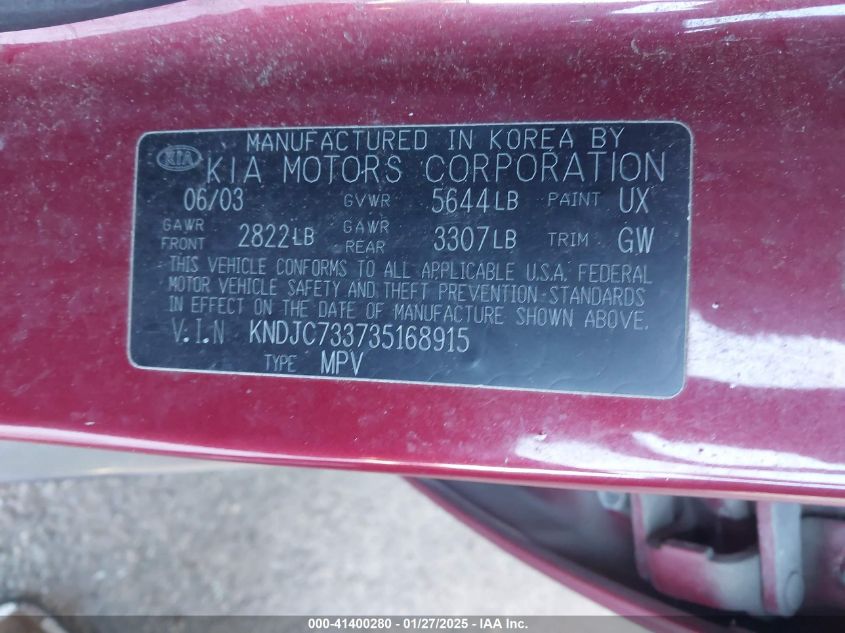 MANUFACTURED IN KOREA BY
KIA KIA MOTORS CORPORATION
06/03 GVWR 5644LB PAINT UX
GAWR FRONT 2822LB GAWR REAR 3307LB TRIM GW
THIS VEHICLE CONFORMS TO ALL APPLICABLE U.S.A. FEDERAL
MOTOR VEHICLE SAFETY AND THEFT PREVENTION STANDARDS
IN EFFECT ON THE DATE OF MANUFACTURE SHOWN ABOVE.
V.I.N KNDJC733735168915
TYPE MPV
000-41400280 - 01/27/2025 - IAA Inc.